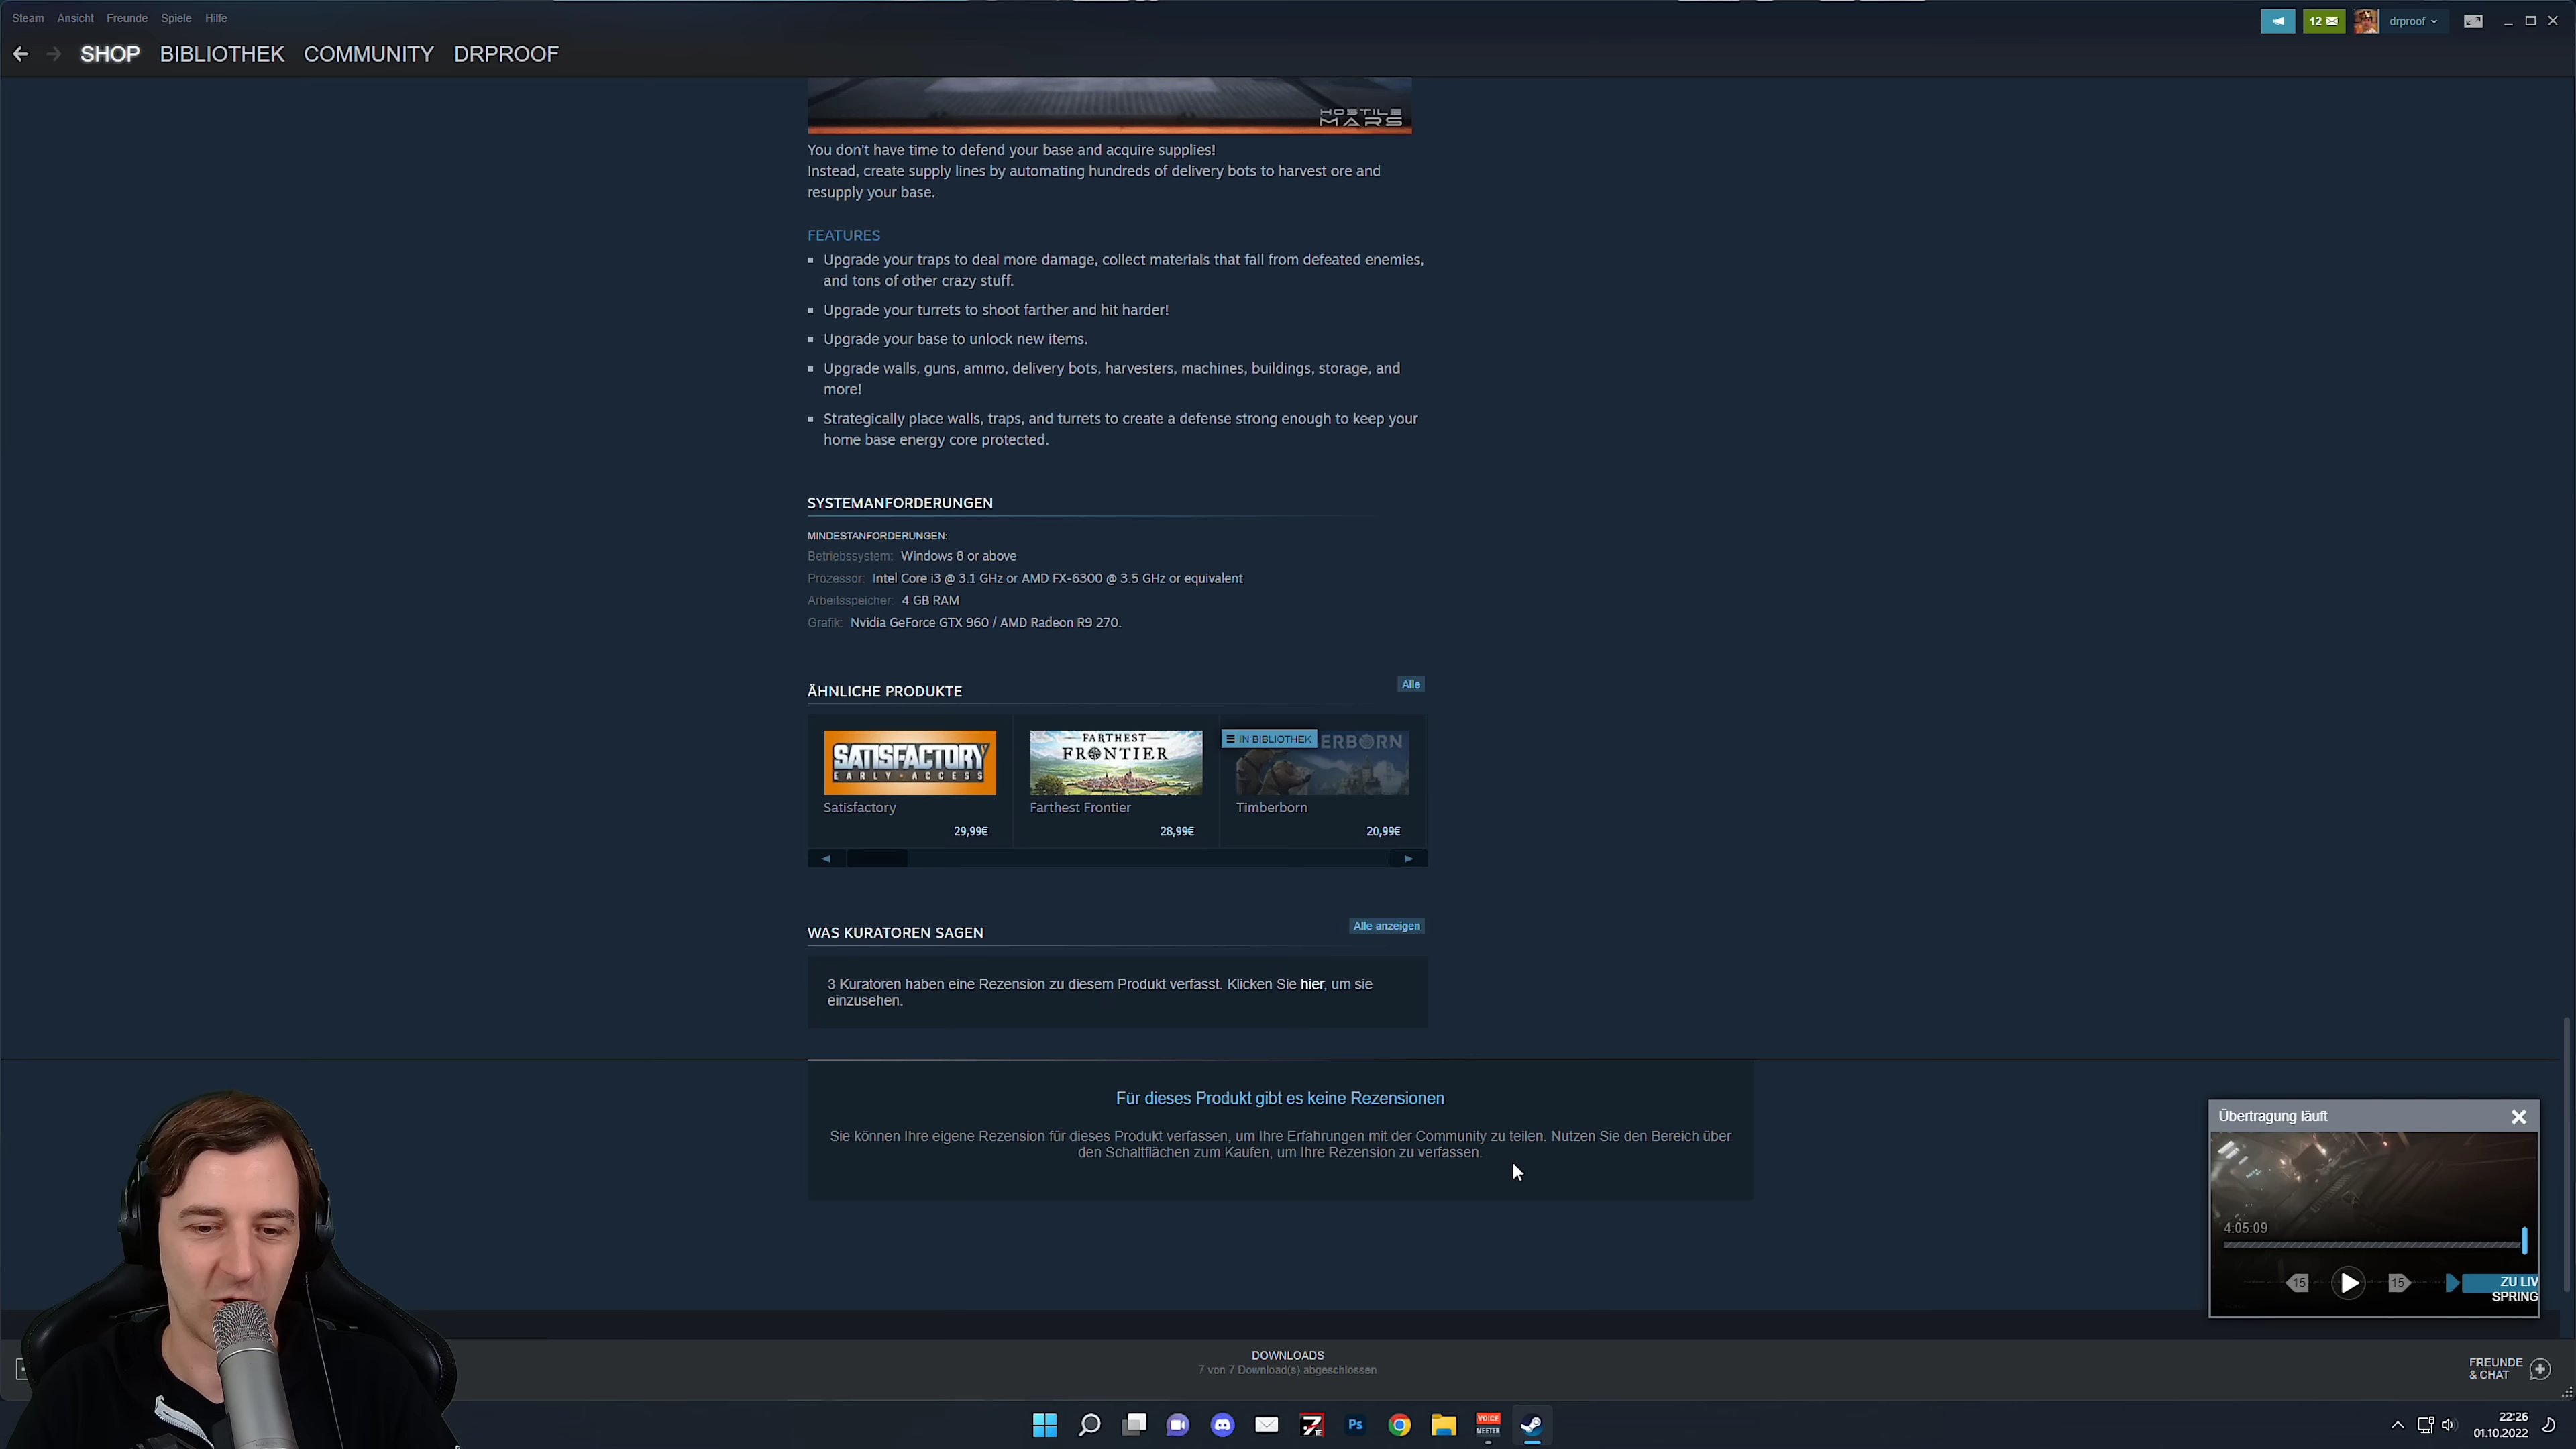 Steam Ansicht Freunde Spiele Hilfe
12 drproof
SHOP BIBLIOTHEK COMMUNITY DRPROOF
HOSTILE
MARS
You don't have time to defend your base and acquire supplies!
Instead, create supply lines by automating hundreds of delivery bots to harvest ore and
resupply your base.
FEATURES
Upgrade your traps to deal more damage, collect materials that fall from defeated enemies,
and tons of other crazy stuff.
Upgrade your turrets to shoot farther and hit harder!
Upgrade your base to unlock new items.
Upgrade walls, guns, ammo, delivery bots, harvesters, machines, buildings, storage, and
more!
Strategically place walls, traps, and turrets to create a defense strong enough to keep your
home base energy core protected.
SYSTEMANFORDERUNGEN
MINDESTANFORDERUNGEN:
Betriebssystem: Windows 8 or above
Prozessor: Intel Core i3 @ 3.1 GHz or AMD FX-6300 @ 3.5 GHz or equivalent
Arbeitsspeicher: 4 GB RAM
Grafik: Nvidia GeForce GTX 960 / AMD Radeon R9 270.
ÄHNLICHE PRODUKTE Alle
SATISFACTORY
EARLY ACCESS
FARTHEST
FRONTIER
IN BIBLIOTHEK ERBORN
Satisfactory Farthest Frontier Timberborn
29,99€ 28,99€ 20,99€
WAS KURATOREN SAGEN Alle anzeigen
3 Kuratoren haben eine Rezension zu diesem Produkt verfasst. Klicken Sie hier, um sie
einzusehen.
Für dieses Produkt gibt es keine Rezensionen
Sie können Ihre eigene Rezension für dieses Produkt verfassen, um Ihre Erfahrungen mit der Community zu teilen. Nutzen Sie den Bereich über
den Schaltflächen zum Kaufen, um Ihre Rezension zu verfassen.
Übertragung läuft
4:05:09
15 15 ZU LIV
SPRING
DOWNLOADS
7 von 7 Download(s) abgeschlossen
FREUNDE
& CHAT
7
Ps
VOICE
MEETER
22:26
01.10.2022